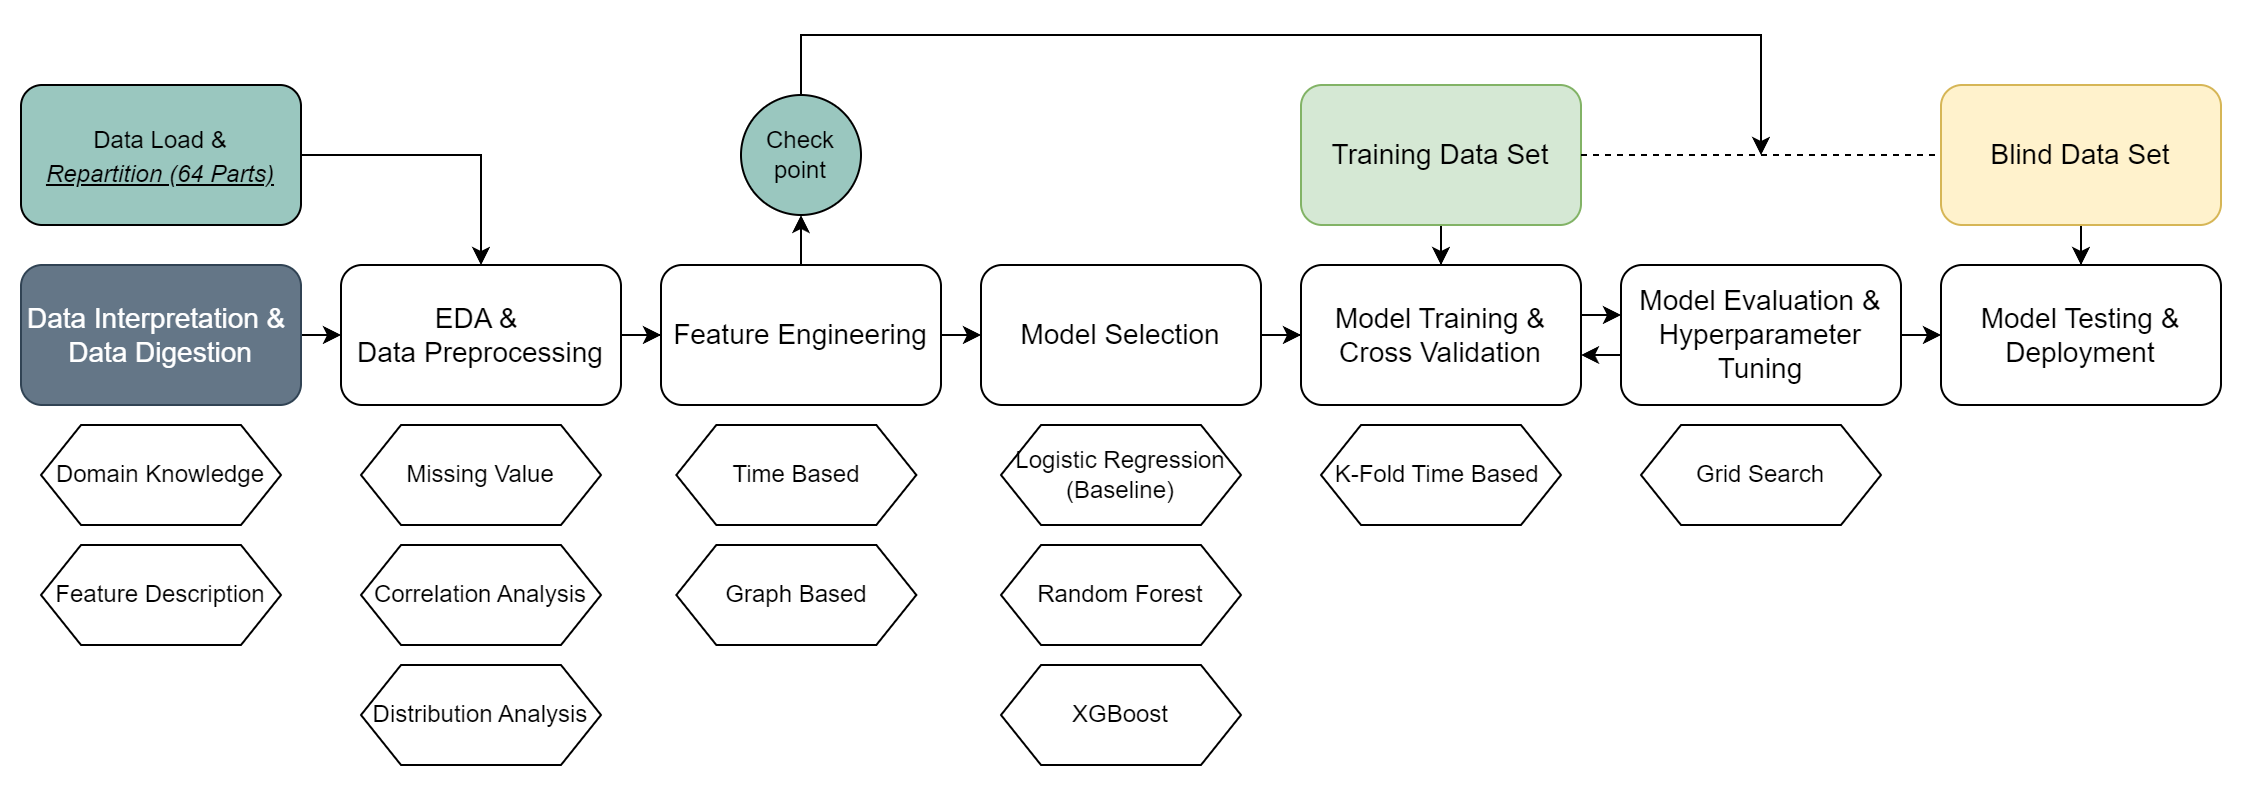 Data Load &
Repartition (64 Parts)
Check
point
Training Data Set
Blind Data Set
Data Interpretation &
Data Digestion
EDA &
Data Preprocessing
Feature Engineering
Model Selection
Model Training &
Cross Validation
Model Evaluation &
Hyperparameter
Tuning
Model Testing &
Deployment
Domain Knowledge
Missing Value
Time Based
Logistic Regression
(Baseline)
K-Fold Time Based
Grid Search
Feature Description
Correlation Analysis
Graph Based
Random Forest
Distribution Analysis
XGBoost